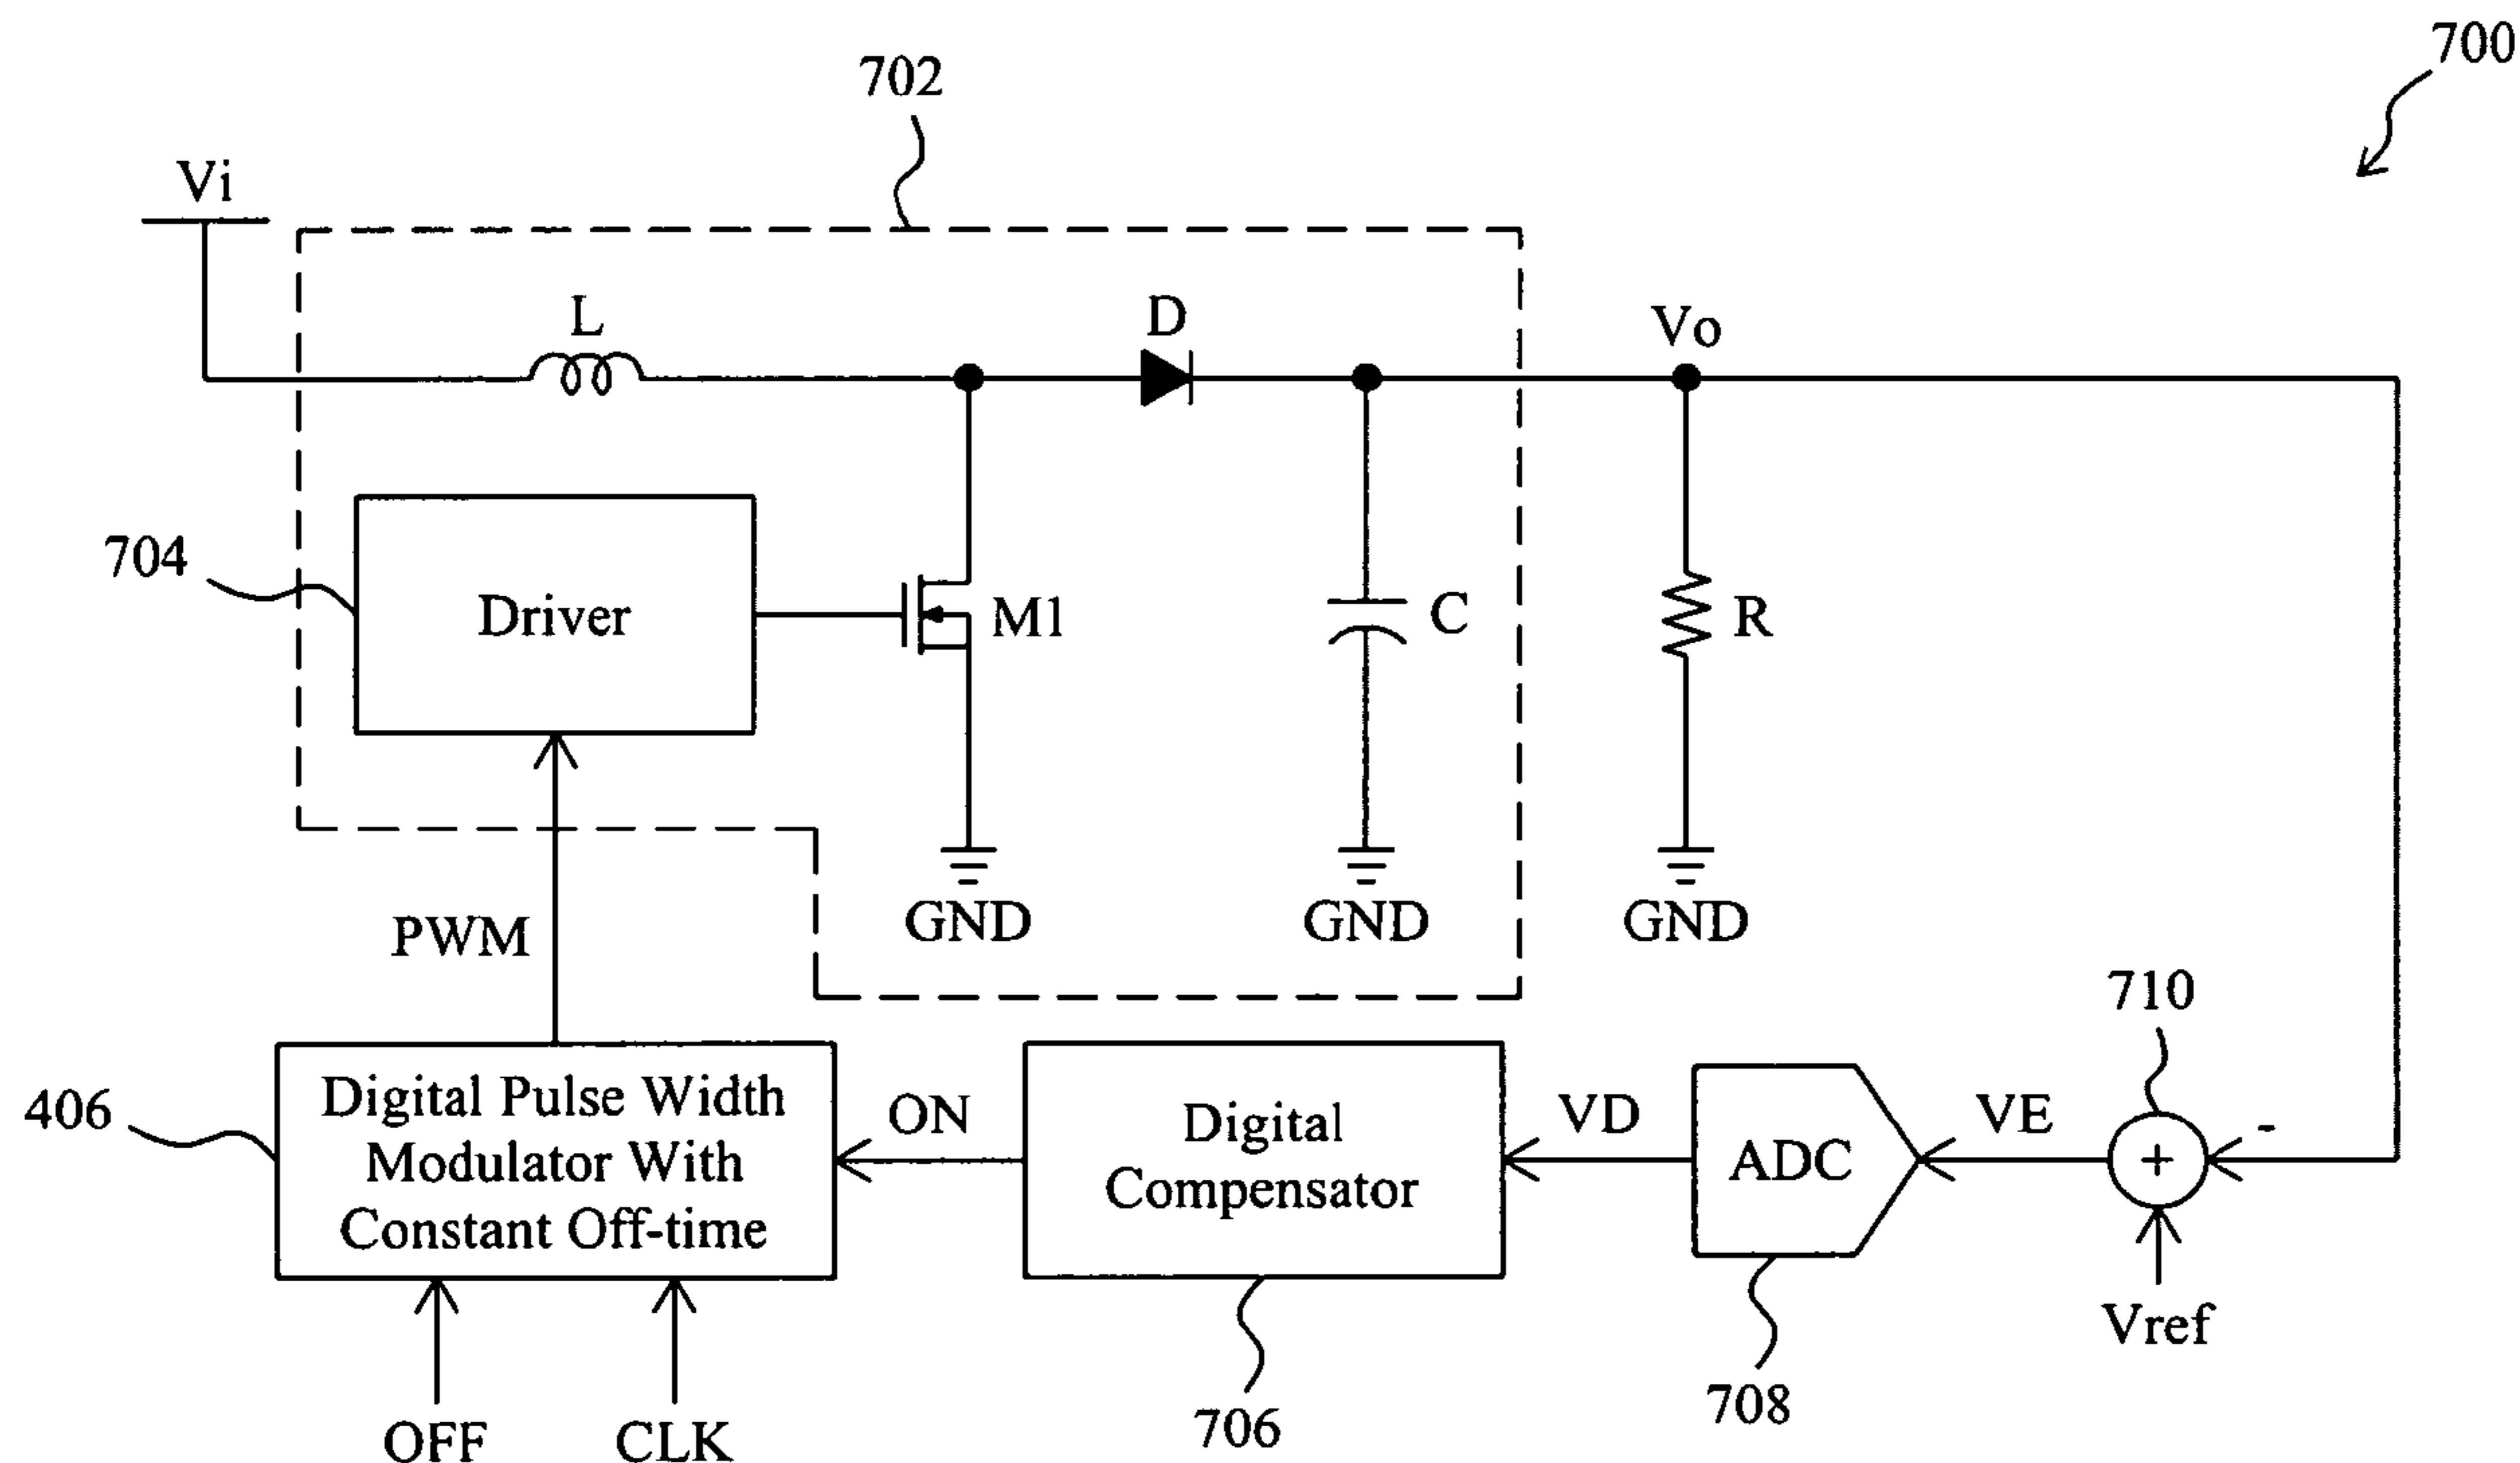 700
702
Vi
L
D
Vo
704
Driver
M1
C
R
GND
GND
GND
PWM
710
406
Digital Pulse Width
Modulator With
Constant Off-time
ON
Digital
Compensator
VD
ADC
VE
-
+
Vref
OFF
CLK
706
708